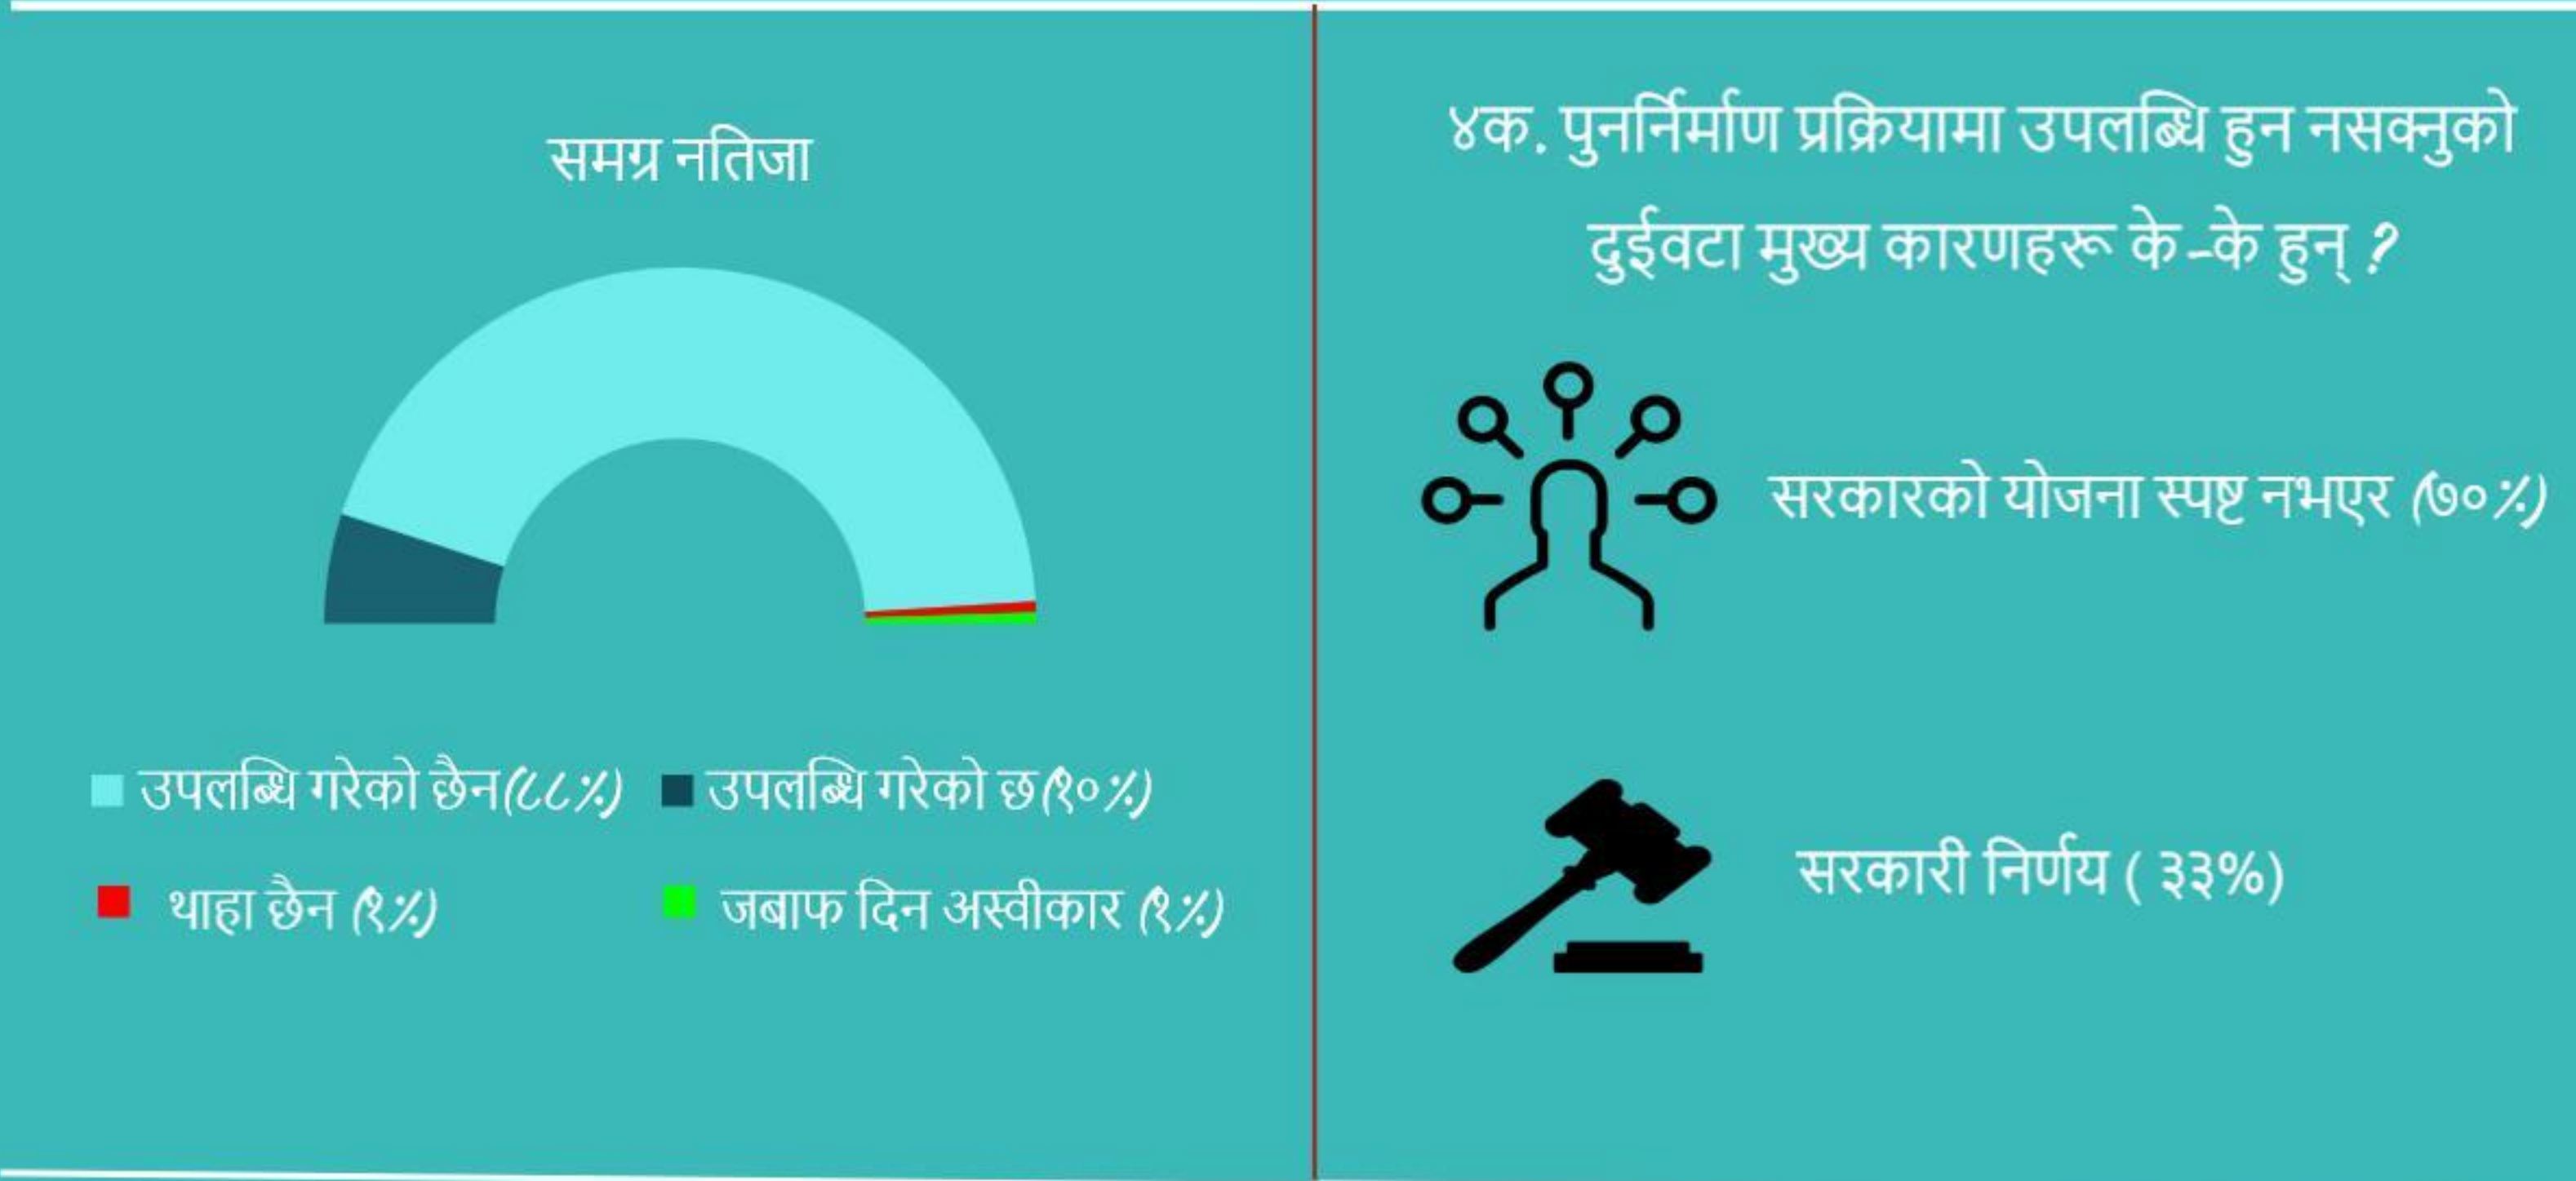 समग्र नतिजा
उपलब्धि गरेको छैन(८८%)
उपलब्धि गरेको छ(१०%)
थाहा छैन (१%)
जबाफ दिन अस्वीकार (१%)
४क. पुनर्निर्माण प्रक्रियामा उपलब्धि हुन नसक्नुको
दुईवटा मुख्य कारणहरू के-के हुन् ?
सरकारको योजना स्पष्ट नभएर (७०%)
सरकारी निर्णय ( ३३%)